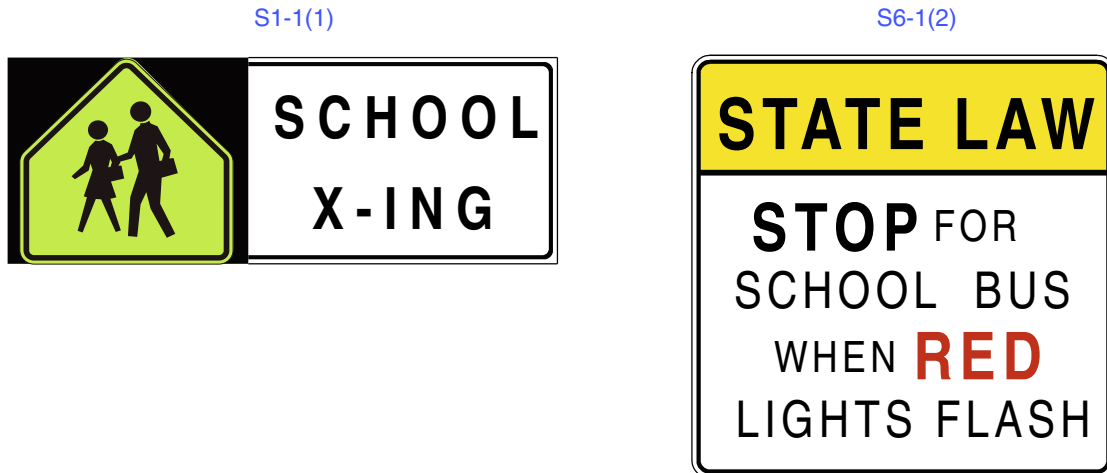 S1-1(1)
SCHOOL
X-ING
S6-1(2)
STATE LAW
STOP FOR
SCHOOL BUS
WHEN RED
LIGHTS FLASH